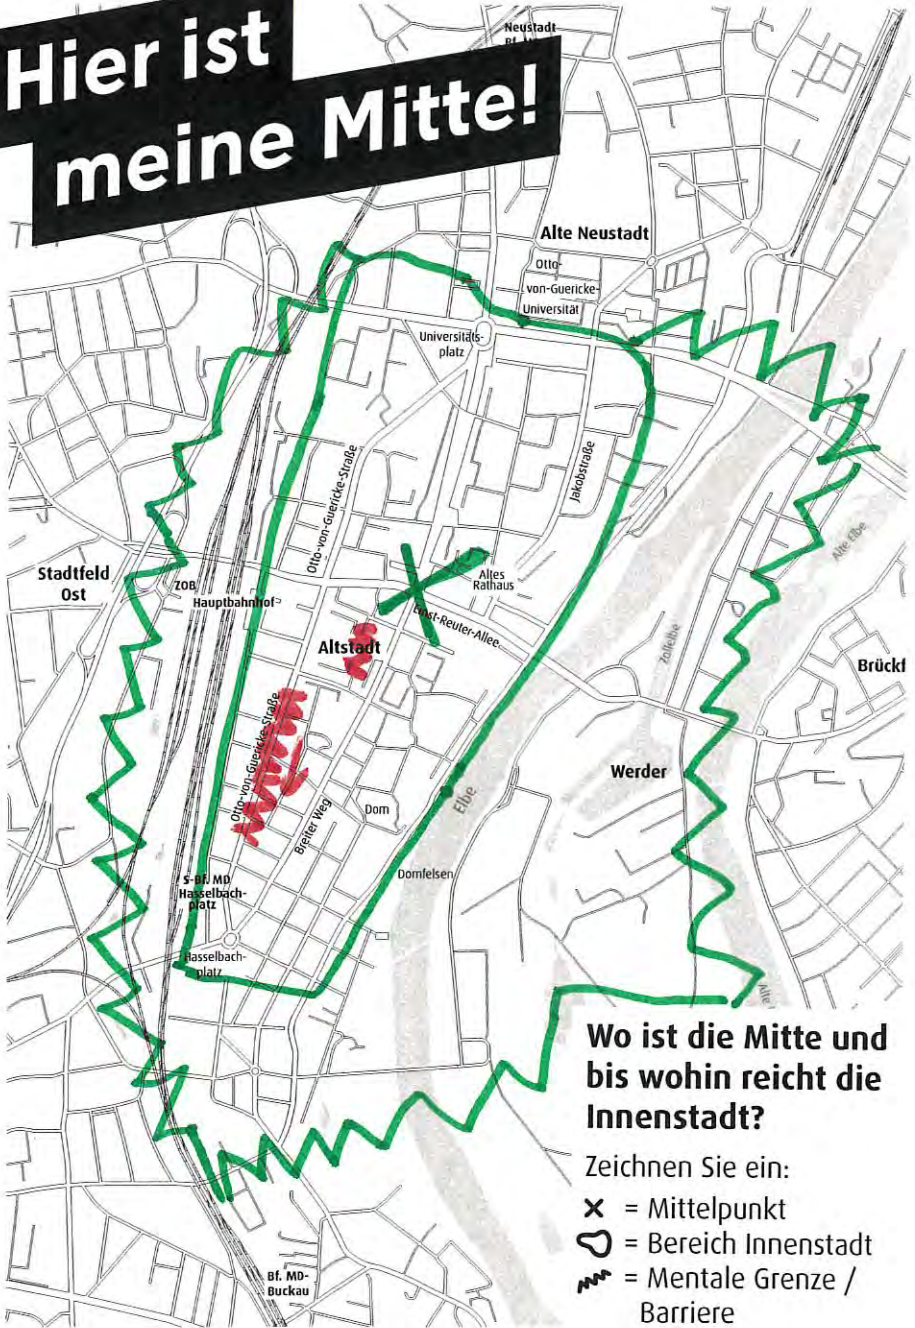 Hier ist
meine Mitte!
Neustadt
Alte Neustadt
Otto-
von-Guericke-
Universität
Universitäts-
platz
Otto-von-Guericke-Straße
Jakobstraße
Alte Elbe
Stadtfeld
Ost
ZOB
Hauptbahnhof
Altes
Rathaus
Ernst-Reuter-Allee
Altstadt
Zollelbe
Brückf
Otto-von-Guericke-Straße
Werder
Breiter Weg
Dom
Elbe
Domfelsen
S-Bf. MD
Hasselbach-
platz
Hasselbach-
platz
Alte
Wo ist die Mitte und
bis wohin reicht die
Innenstadt?
Zeichnen Sie ein:
= Mittelpunkt
= Bereich Innenstadt
= Mentale Grenze /
Barriere
Bf. MD-
Buckau